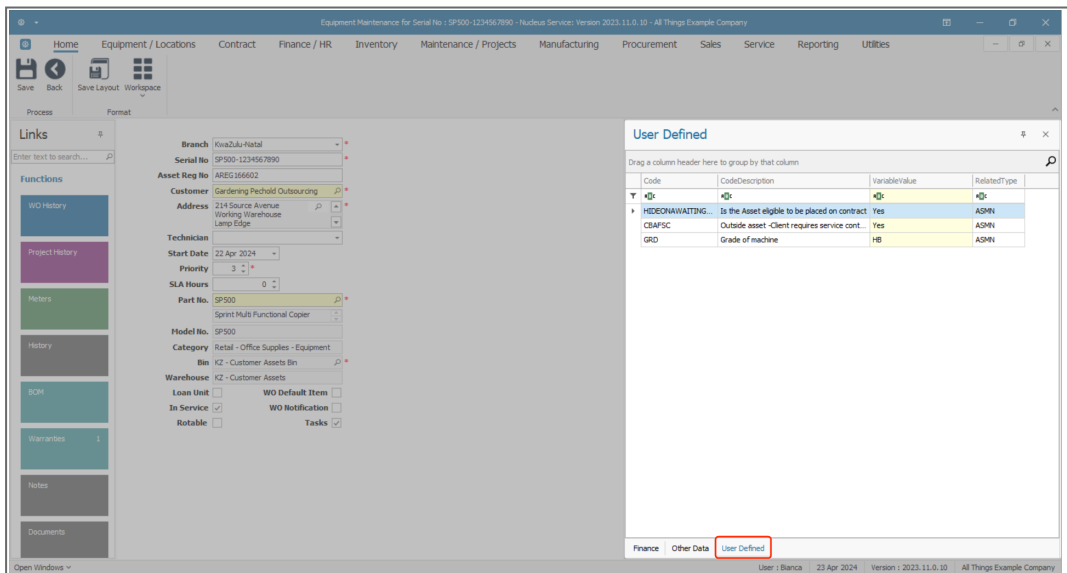 Equipment Maintenance for Serial No : SP500-1234567890 - Nucleus Service: Version 2023.11.0.10 - All Things Example Company
Home Equipment / Locations Contract Finance / HR Inventory Maintenance / Projects Manufacturing Procurement Sales Service Reporting Utilities
Save Back Save Layout Workspace
Process Format
Links
Enter text to search...
Functions
WO History
Project History
Meters
History
BOM
Warranties 1
Notes
Documents
Branch KwaZulu-Natal *
Serial No SP500-1234567890 *
Asset Reg No AREG166602
Customer Gardening Pechold Outsourcing *
Address 214 Source Avenue *
Working Warehouse
Lamp Edge
Technician
Start Date 22 Apr 2024
Priority 3 *
SLA Hours 0
Part No. SP500 *
Sprint Multi Functional Copier
Model No. SP500
Category Retail - Office Supplies - Equipment
Bin KZ - Customer Assets Bin *
Warehouse KZ - Customer Assets
Loan Unit WO Default Item
In Service WO Notification
Rotable Tasks
User Defined
Drag a column header here to group by that column
Code CodeDescription VariableValue RelatedType
HIDEONAWAITING... Is the Asset eligible to be placed on contract Yes ASMN
CBAFSC Outside asset -Client requires service cont... Yes ASMN
GRD Grade of machine HB ASMN
Finance Other Data User Defined
Open Windows User : Bianca 23 Apr 2024 Version : 2023.11.0.10 All Things Example Company